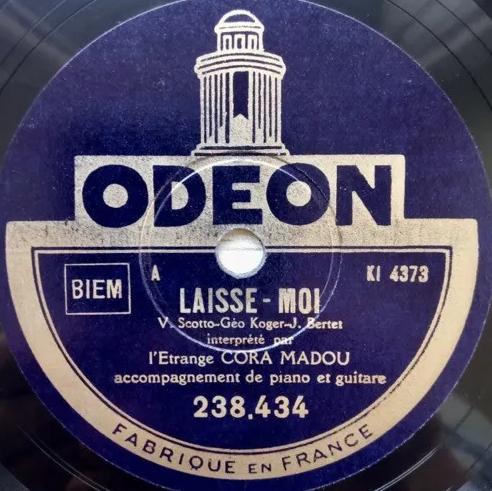 ODEON
BIEM
A
KI 4373
LAISSE - MOI
V. Scotto-Géo Koger-J. Bertet
interprété par
l'Etrange CORA MADOU
accompagnement de piano et guitare
238.434
FABRIQUE EN FRANCE